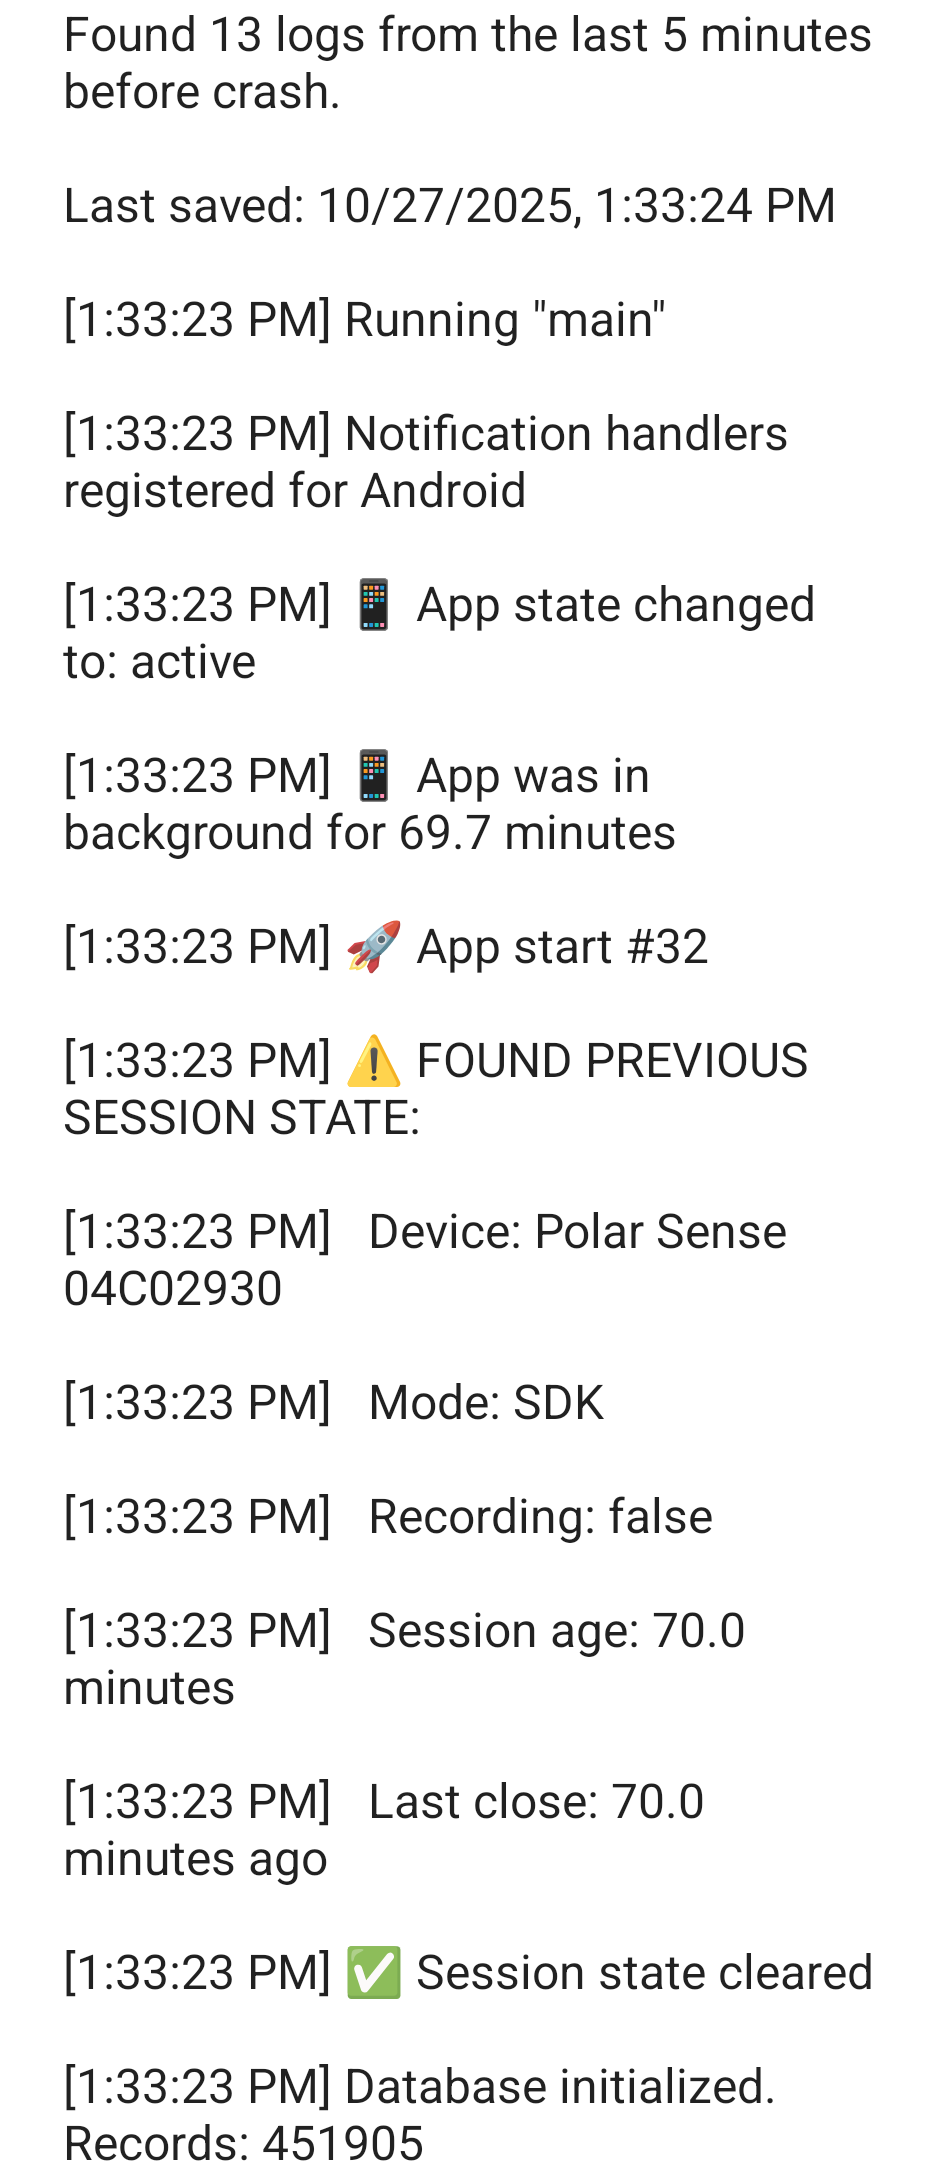 Found 13 logs from the last 5 minutes
before crash.
Last saved: 10/27/2025, 1:33:24 PM
[1:33:23 PM] Running "main"
[1:33:23 PM] Notification handlers
registered for Android
[1:33:23 PM] 📱 App state changed
to: active
[1:33:23 PM] 📱 App was in
background for 69.7 minutes
[1:33:23 PM] 🚀 App start #32
[1:33:23 PM] ⚠️ FOUND PREVIOUS
SESSION STATE:
[1:33:23 PM]   Device: Polar Sense
04C02930
[1:33:23 PM]   Mode: SDK
[1:33:23 PM]   Recording: false
[1:33:23 PM]   Session age: 70.0
minutes
[1:33:23 PM]   Last close: 70.0
minutes ago
[1:33:23 PM] ✅ Session state cleared
[1:33:23 PM] Database initialized.
Records: 451905